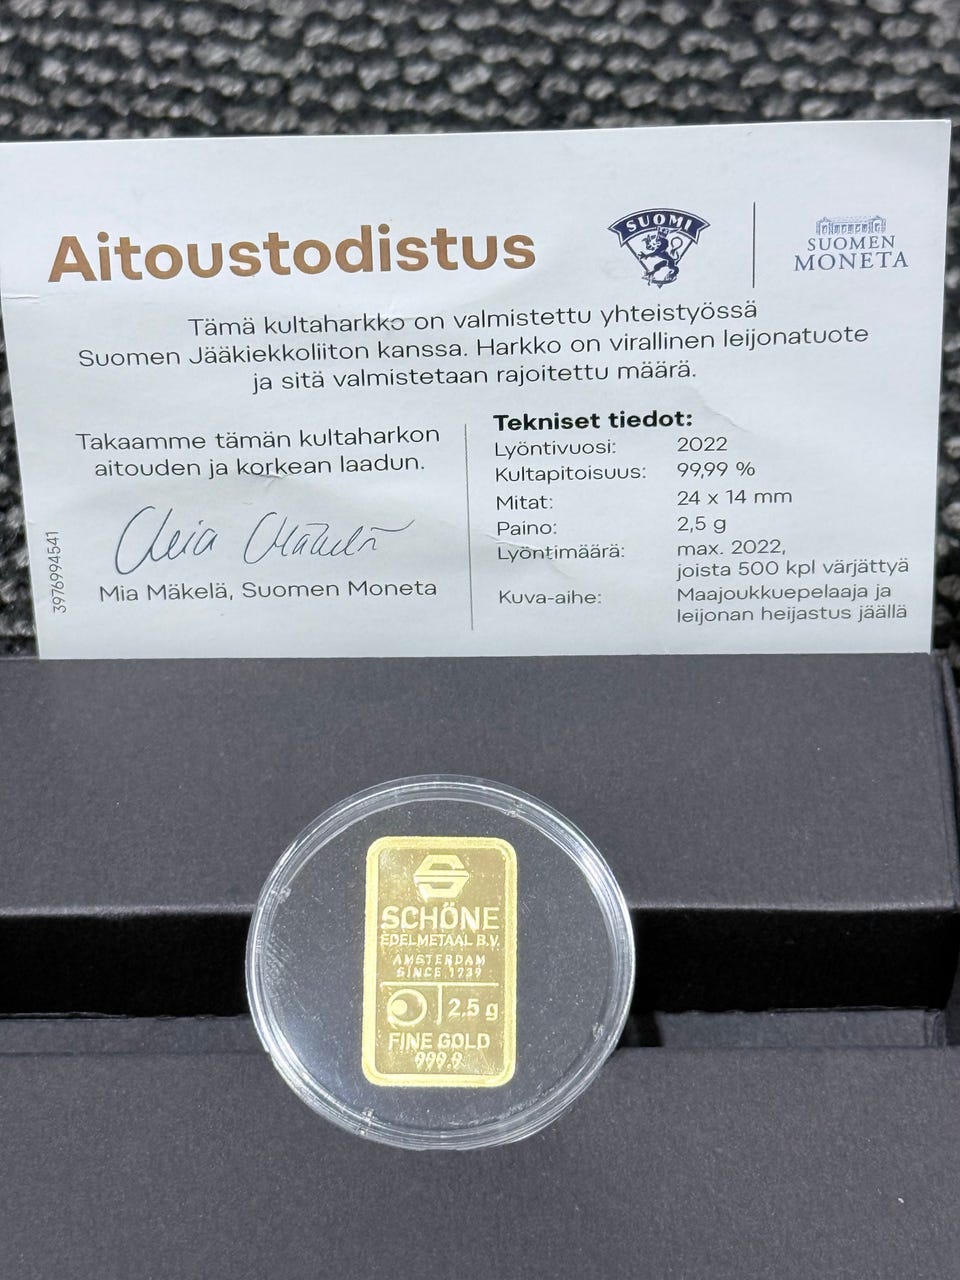 Aitoustodistus
SUOMI
SUOMEN
MONETA
Tämä kultaharkko on valmistettu yhteistyössä
Suomen Jääkiekkoliiton kanssa. Harkko on virallinen leijonatuote
ja sitä valmistetaan rajoitettu määrä.
Takaamme tämän kultaharkon
aitouden ja korkean laadun.
Mia Mäkelä
Mia Mäkelä, Suomen Moneta
3976994541
Tekniset tiedot:
Lyöntivuosi: 2022
Kultapitoisuus: 99,99 %
Mitat: 24 x 14 mm
Paino: 2,5 g
Lyöntimäärä: max. 2022,
joista 500 kpl värjättyä
Kuva-aihe: Maajoukkuepelaaja ja
leijonan heijastus jäällä
SCHÖNE
EDELMETAAL B.V.
AMSTERDAM
SINCE 1739
2,5 g
FINE GOLD
999.9